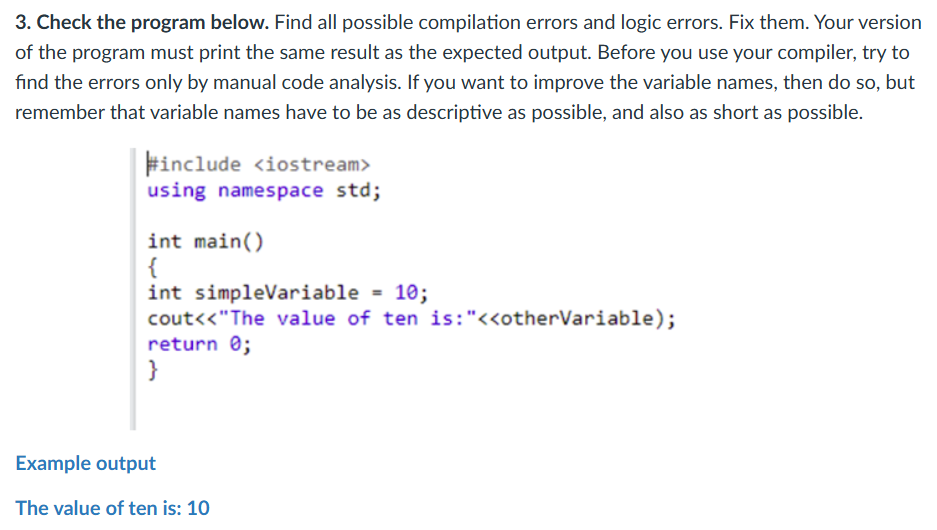 3. Check the program below. Find all possible compilation errors and logic errors. Fix them. Your version
of the program must print the same result as the expected output. Before you use your compiler, try to
find the errors only by manual code analysis. If you want to improve the variable names, then do so, but
remember that variable names have to be as descriptive as possible, and also as short as possible.
#include <iostream>
using namespace std;
int main()
{
int simpleVariable = 10;
cout<<"The value of ten is:"<<otherVariable);
return 0;
}
Example output
The value of ten is: 10